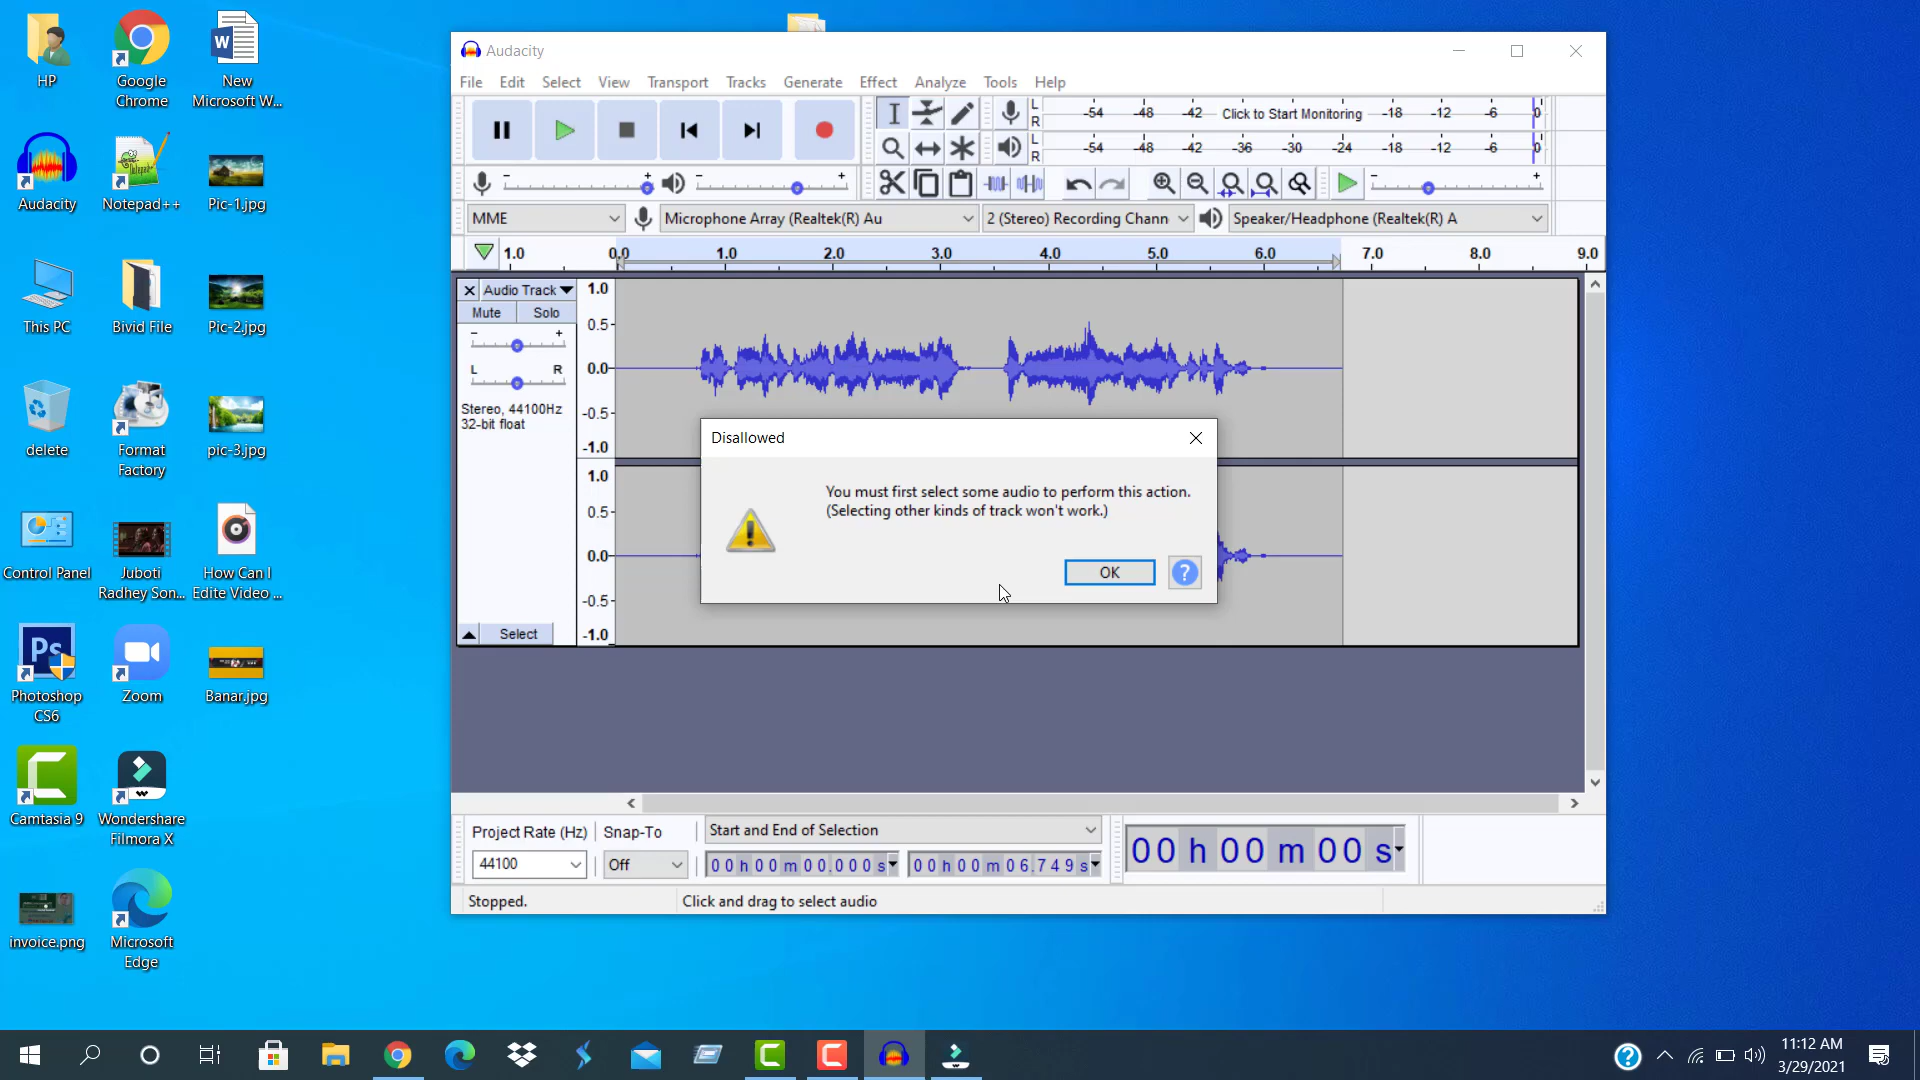 HP
Google
Chrome
New
Microsoft W...
Audacity
Notepad++
Pic-1.jpg
This PC
Bivid File
Pic-2.jpg
delete
Format
Factory
pic-3.jpg
Control Panel
Juboti
Radhey Son...
How Can I
Edite Video ...
Ps
Photoshop
CS6
Zoom
Banar.jpg
Camtasia 9
Wondershare
Filmora X
invoice.png
Microsoft
Edge
Audacity
File Edit Select View Transport Tracks Generate Effect Analyze Tools Help
L
R
-54 -48 -42 Click to Start Monitoring -18 -12 -6 0
L
R
-54 -48 -42 -36 -30 -24 -18 -12 -6 0
MME
Microphone Array (Realtek(R) Au
2 (Stereo) Recording Chann
Speaker/Headphone (Realtek(R) A
1.0 0.0 1.0 2.0 3.0 4.0 5.0 6.0 7.0 8.0 9.0
Audio Track
Mute Solo
- +
L R
Stereo, 44100Hz
32-bit float
Select
1.0
0.5-
0.0-
-0.5-
-1.0
1.0
0.5-
0.0-
-0.5-
-1.0
Disallowed
You must first select some audio to perform this action.
(Selecting other kinds of track won't work.)
OK
?
Project Rate (Hz)
Snap-To
Start and End of Selection
44100
Off
00 h 00 m 00.000 s
00 h 00 m 06.749 s
00 h 00 m 00 s
Stopped.
Click and drag to select audio
11:12 AM
3/29/2021